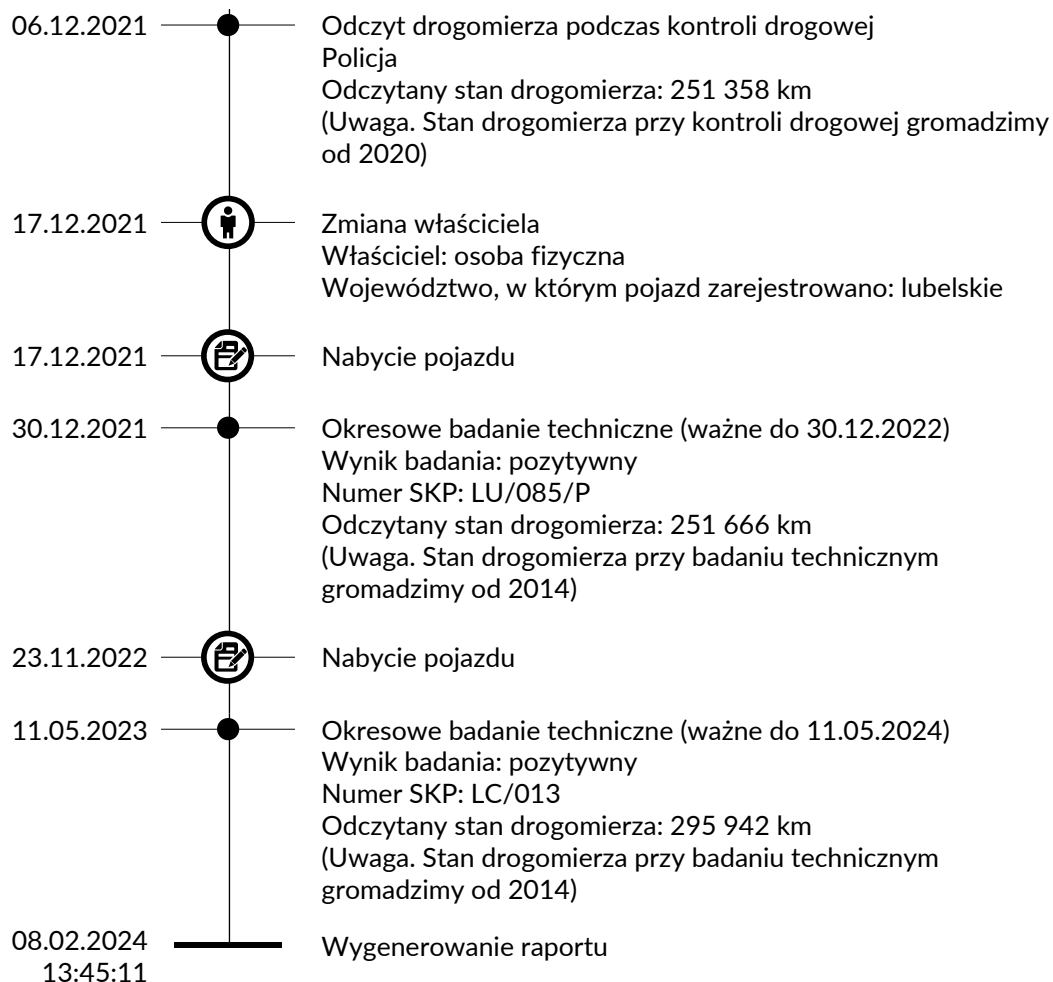 06.12.2021 Odczyt drogomierza podczas kontroli drogowej
Policja
Odczytany stan drogomierza: 251 358 km
(Uwaga. Stan drogomierza przy kontroli drogowej gromadzimy
od 2020)
17.12.2021 Zmiana właściciela
Właściciel: osoba fizyczna
Województwo, w którym pojazd zarejestrowano: lubelskie
17.12.2021 Nabycie pojazdu
30.12.2021 Okresowe badanie techniczne (ważne do 30.12.2022)
Wynik badania: pozytywny
Numer SKP: LU/085/P
Odczytany stan drogomierza: 251 666 km
(Uwaga. Stan drogomierza przy badaniu technicznym
gromadzimy od 2014)
23.11.2022 Nabycie pojazdu
11.05.2023 Okresowe badanie techniczne (ważne do 11.05.2024)
Wynik badania: pozytywny
Numer SKP: LC/013
Odczytany stan drogomierza: 295 942 km
(Uwaga. Stan drogomierza przy badaniu technicznym
gromadzimy od 2014)
08.02.2024 Wygenerowanie raportu
13:45:11